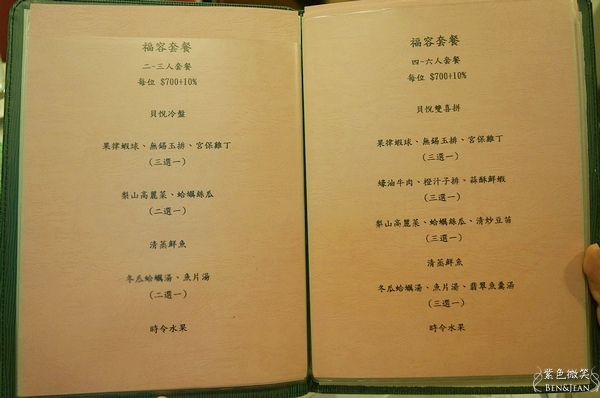 福容套餐
二~三人套餐
每位 $700+10%
貝悅冷盤
果律蝦球、無錫玉排、宮保雞丁
(三選一)
梨山高麗菜、蛤蠣絲瓜
(二選一)
清蒸鮮魚
冬瓜蛤蠣湯、魚片湯
(二選一)
時令水果
福容套餐
四~六人套餐
每位 $700+10%
貝悅雙喜拼
果律蝦球、無錫玉排、宮保雞丁
(三選一)
蠔油牛肉、橙汁子排、蒜酥鮮蝦
(三選一)
梨山高麗菜、蛤蠣絲瓜、清炒豆苗
(三選一)
清蒸鮮魚
冬瓜蛤蠣湯、魚片湯、翡翠魚羹湯
(三選一)
時令水果
紫色微笑
BEN&JEAN